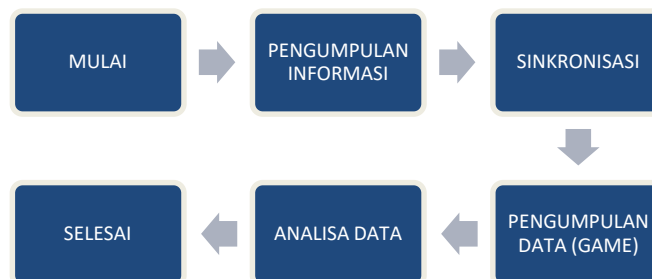 MULAI
PENGUMPULAN
INFORMASI
SINKRONISASI
PENGUMPULAN
DATA (GAME)
ANALISA DATA
SELESAI